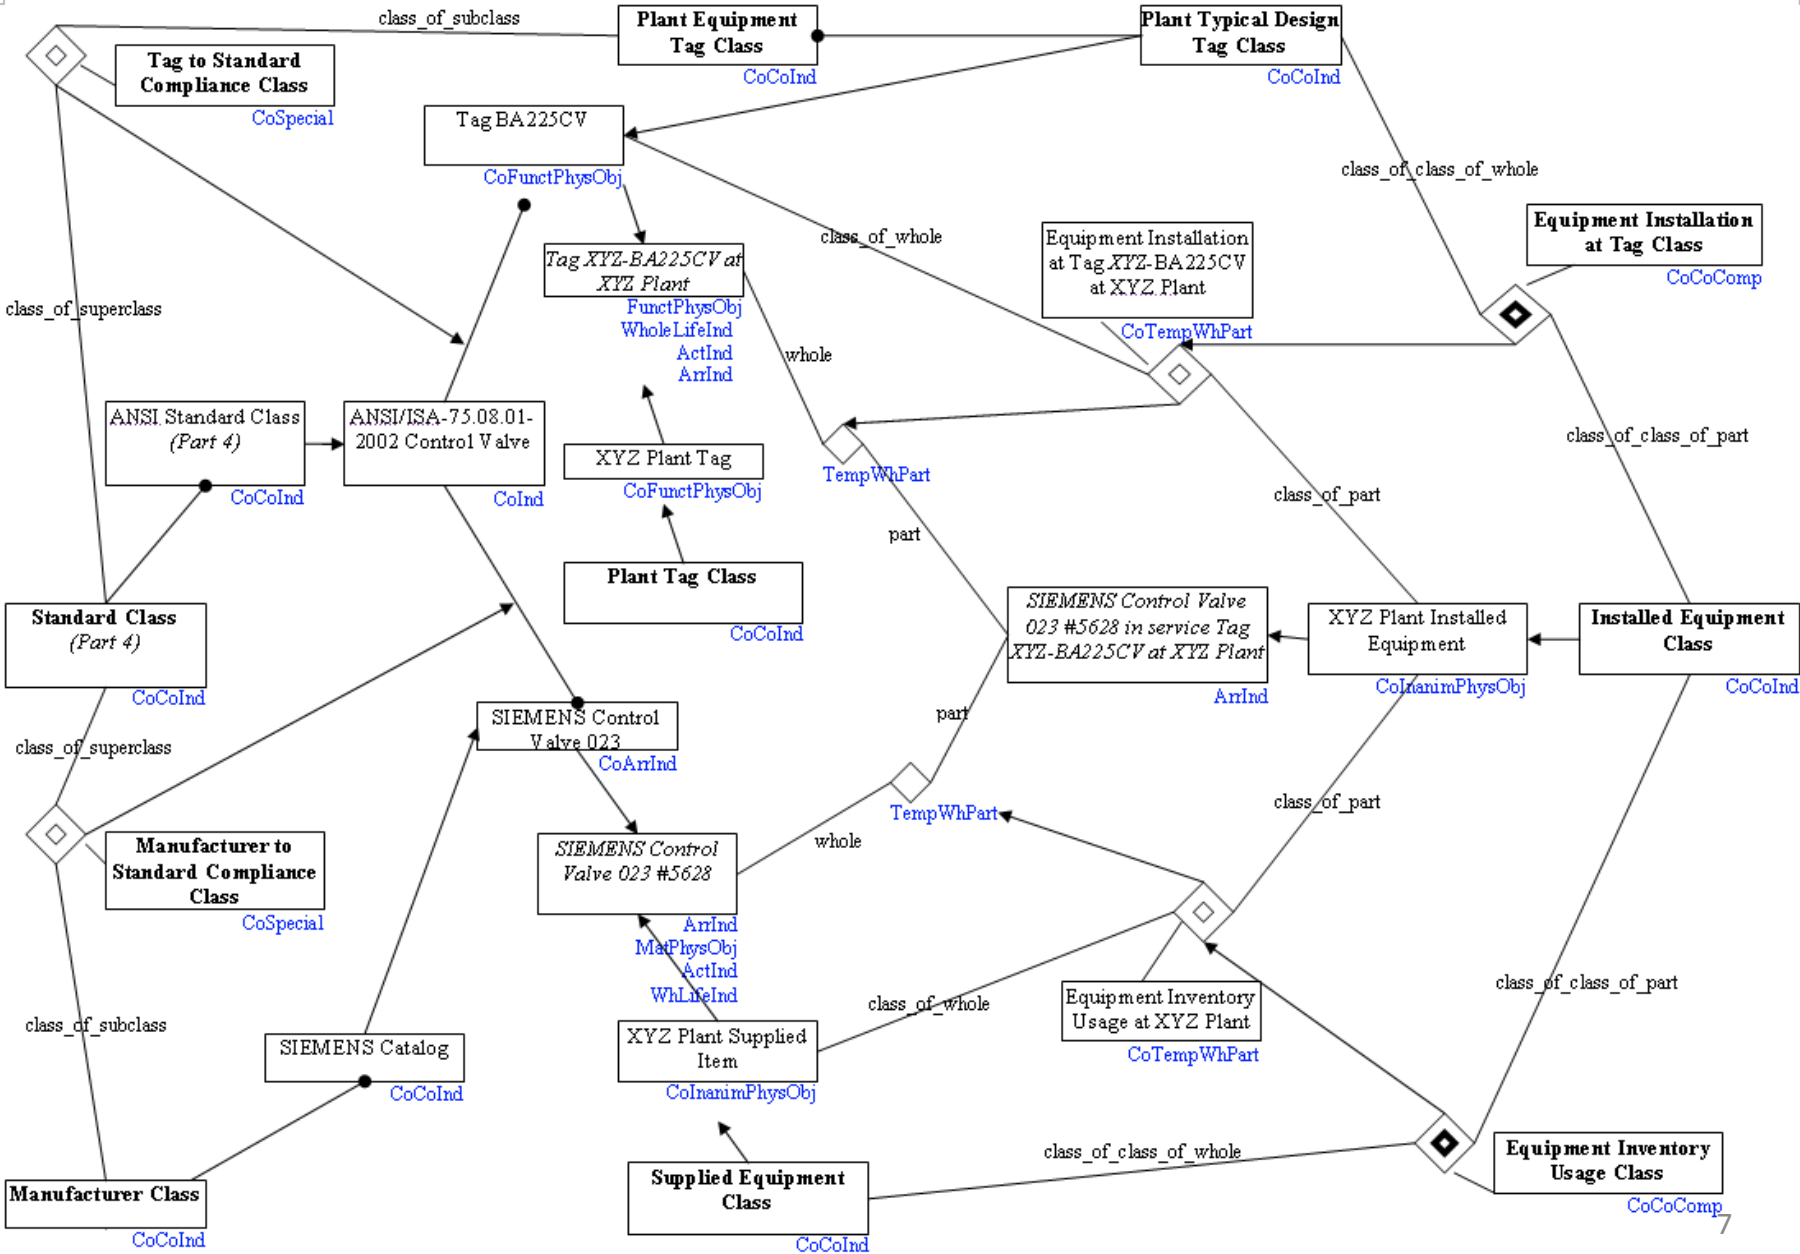 class_of_subclass
Plant Equipment
Tag Class
CoCoInd
Plant Typical Design
Tag Class
CoCoInd
Tag to Standard
Compliance Class
CoSpecial
Tag BA225CV
CoFunctPhysObj
class_of_class_of_whole
Equipment Installation
at Tag Class
CoCoComp
class_of_whole
Equipment Installation
at Tag XYZ-BA225CV
at XYZ Plant
CoTempWhPart
Tag XYZ-BA225CV at
XYZ Plant
FunctPhysObj
WholeLifeInd
ActInd
ArrInd
class_of_superclass
whole
ANSI Standard Class
(Part 4)
CoCoInd
ANSI/ISA-75.08.01-
2002 Control Valve
CoInd
XYZ Plant Tag
CoFunctPhysObj
TempWhPart
class_of_class_of_part
class_of_part
part
Plant Tag Class
CoCoInd
Standard Class
(Part 4)
CoCoInd
SIEMENS Control Valve
023 #5628 in service Tag
XYZ-BA225CV at XYZ Plant
ArrInd
XYZ Plant Installed
Equipment
CoInanimPhysObj
Installed Equipment
Class
CoCoInd
class_of_superclass
SIEMENS Control
Valve 023
CoArrInd
part
TempWhPart
class_of_part
Manufacturer to
Standard Compliance
Class
CoSpecial
SIEMENS Control
Valve 023 #5628
ArrInd
MatPhysObj
ActInd
WhLifeInd
whole
class_of_whole
Equipment Inventory
Usage at XYZ Plant
CoTempWhPart
class_of_class_of_part
class_of_subclass
SIEMENS Catalog
CoCoInd
XYZ Plant Supplied
Item
CoInanimPhysObj
class_of_class_of_whole
Equipment Inventory
Usage Class
CoCoComp
Manufacturer Class
CoCoInd
Supplied Equipment
Class
CoCoInd
7